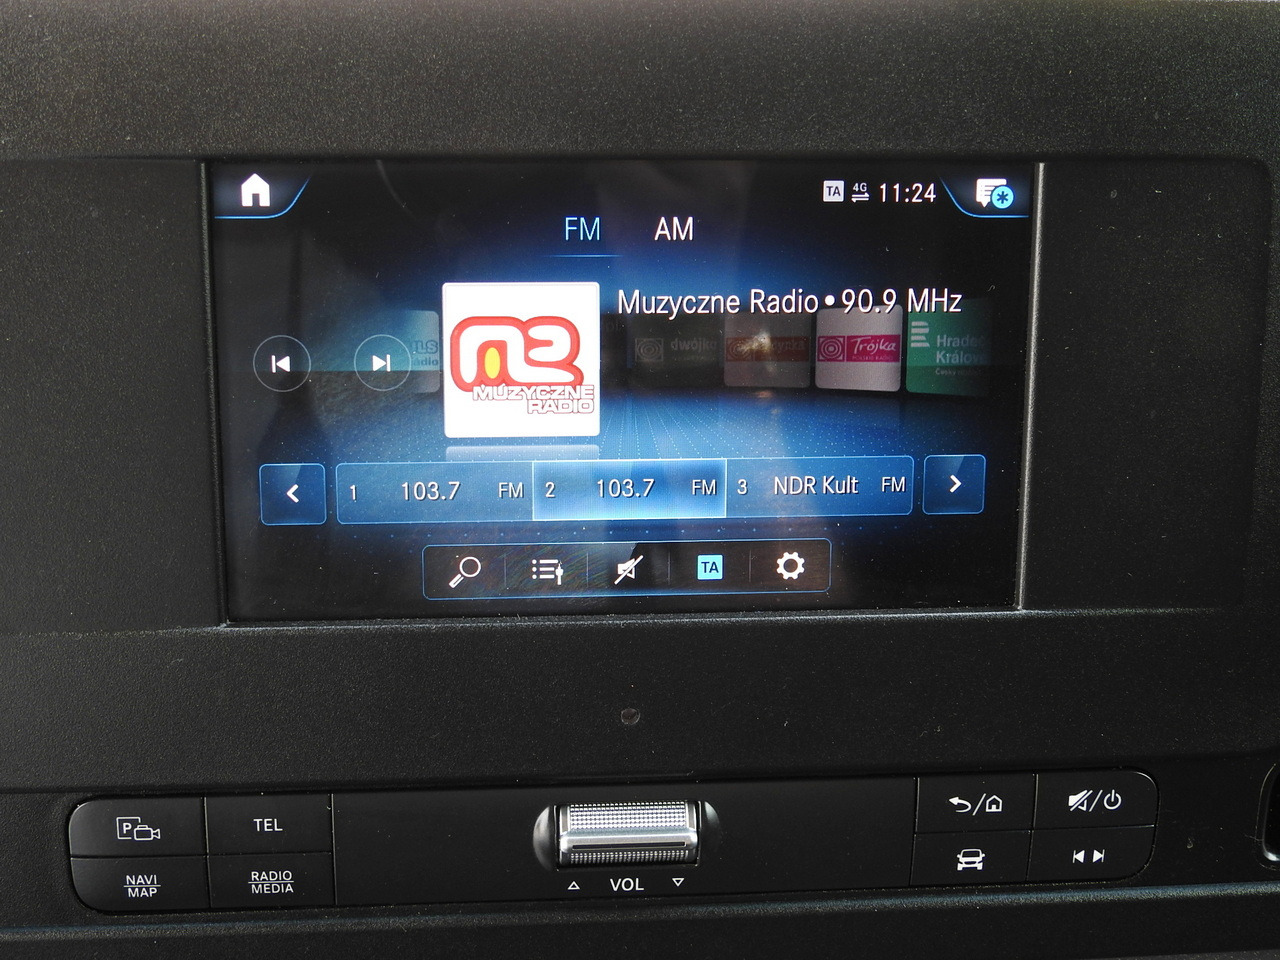 TA 4G 11:24
FM AM
Muzyczne Radio • 90.9 MHz
MUZYCZNE
RADIO
dwójka
Trójka
Hradec
Králové
1 103.7 FM 2 103.7 FM 3 NDR Kult FM
TA
P
TEL
NAVI
MAP
RADIO
MEDIA
VOL